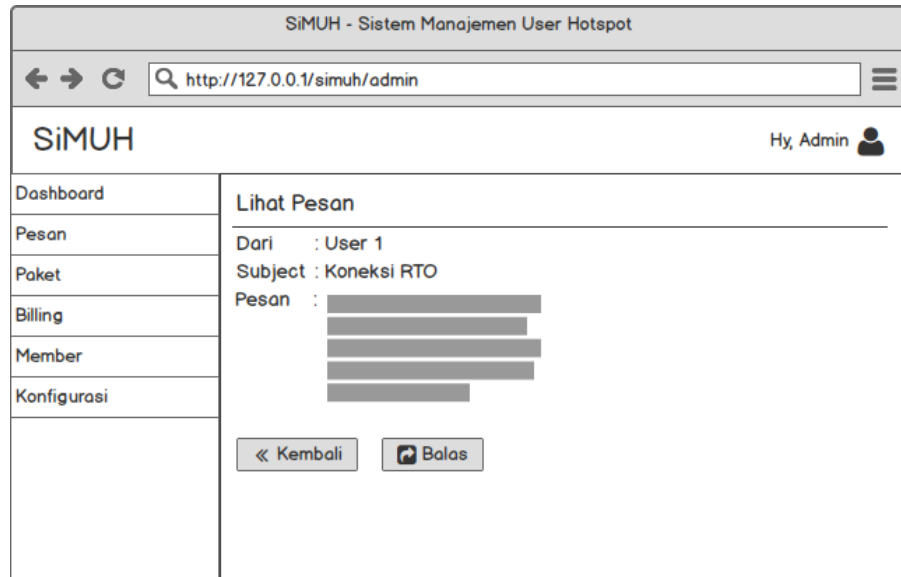 SiMUH - Sistem Manajemen User Hotspot
http://127.0.0.1/simuh/admin
SiMUH
Hy, Admin
Dashboard
Pesan
Paket
Billing
Member
Konfigurasi
Lihat Pesan
Dari : User 1
Subject : Koneksi RTO
Pesan :
« Kembali
Balas